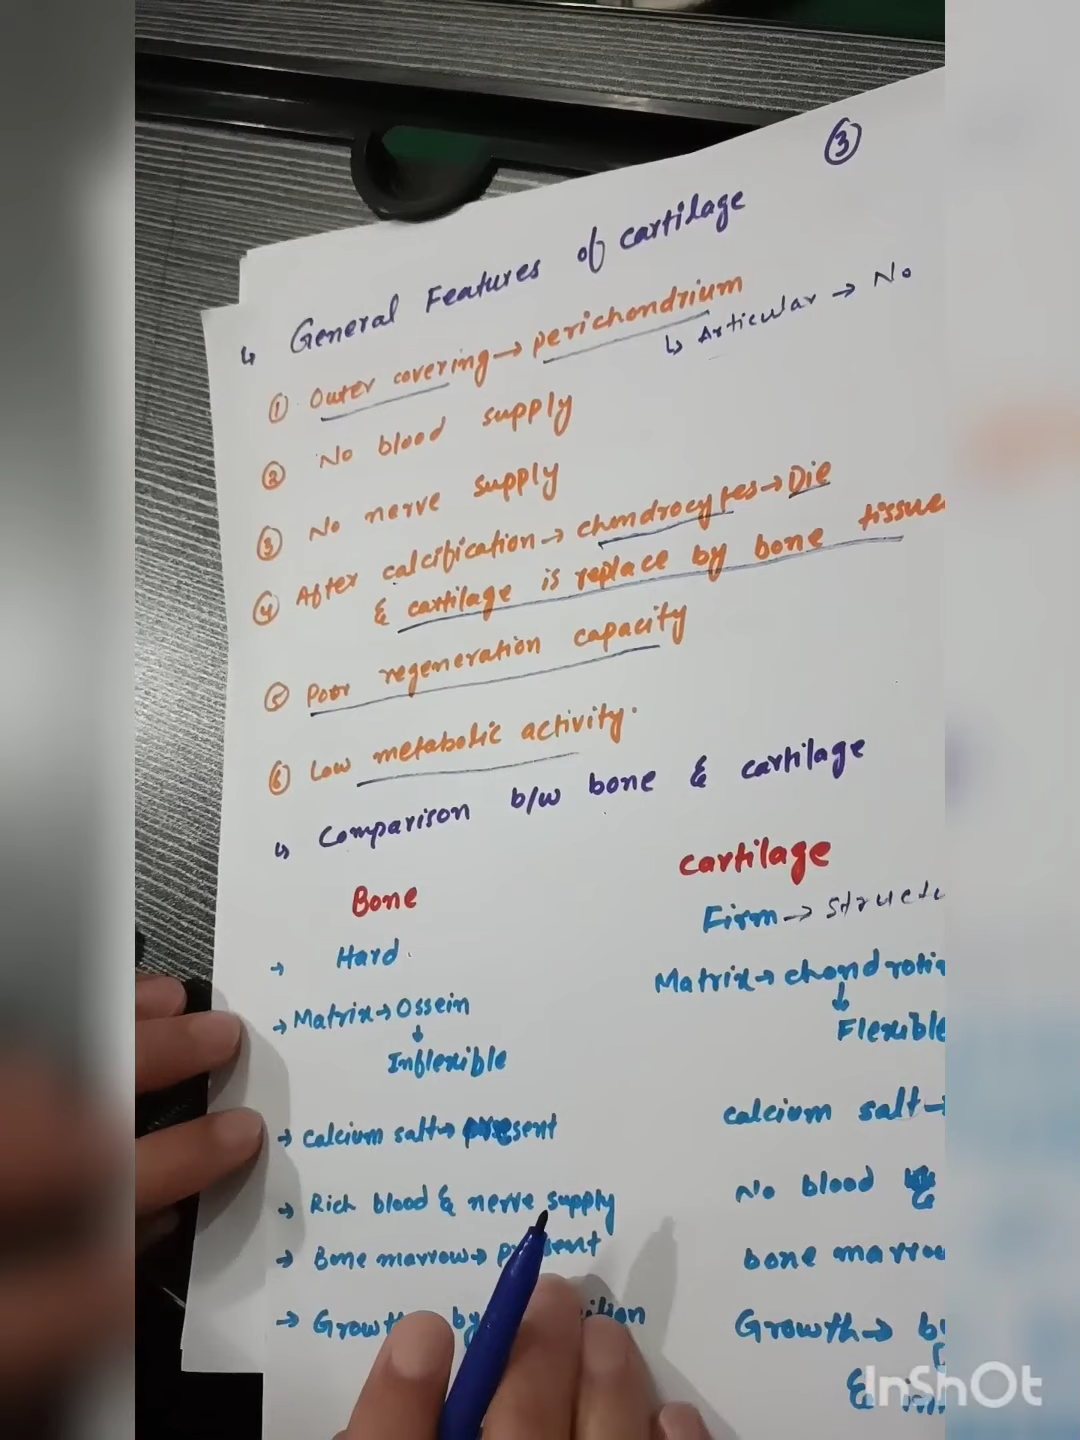 ③
↳ General Features of cartilage
① Outer covering → perichondrium
↳ Articular → No
② No blood supply
③ No nerve supply
④ After calcification → chondrocytes → Die
& cartilage is replace by bone tissue
⑤ Poor regeneration capacity
⑥ Low metabolic activity.
↳ Comparison b/w bone & cartilage
Bone
cartilage
→ Hard
Firm →
→ Matrix → Ossein
↓
Inflexible
Matrix →
↓
Flexible
→ Calcium salt → present
calcium salt →
→ Rich blood & nerve supply
No blood &
→ Bone marrow → present
bone marrow
→ Growth by
Growth → by
&
InShOt